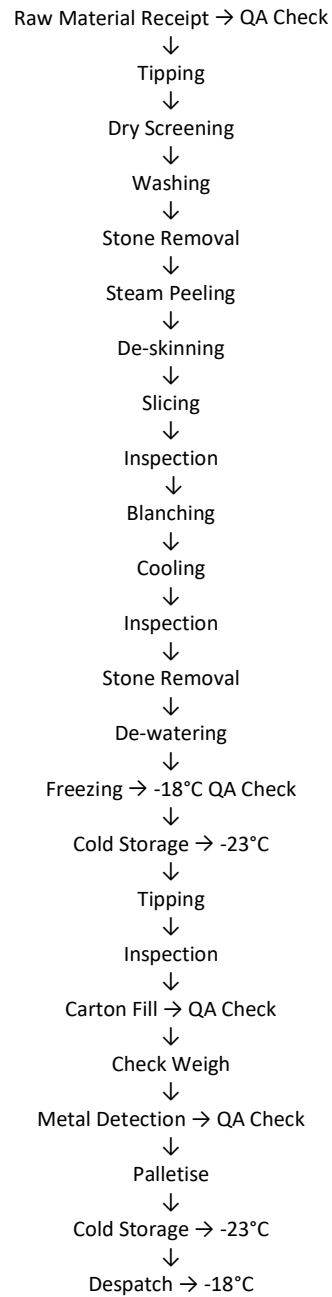 Raw Material Receipt → QA Check
↓
Tipping
↓
Dry Screening
↓
Washing
↓
Stone Removal
↓
Steam Peeling
↓
De-skinning
↓
Slicing
↓
Inspection
↓
Blanching
↓
Cooling
↓
Inspection
↓
Stone Removal
↓
De-watering
↓
Freezing → -18°C QA Check
↓
Cold Storage → -23°C
↓
Tipping
↓
Inspection
↓
Carton Fill → QA Check
↓
Check Weigh
↓
Metal Detection → QA Check
↓
Palletise
↓
Cold Storage → -23°C
↓
Despatch → -18°C